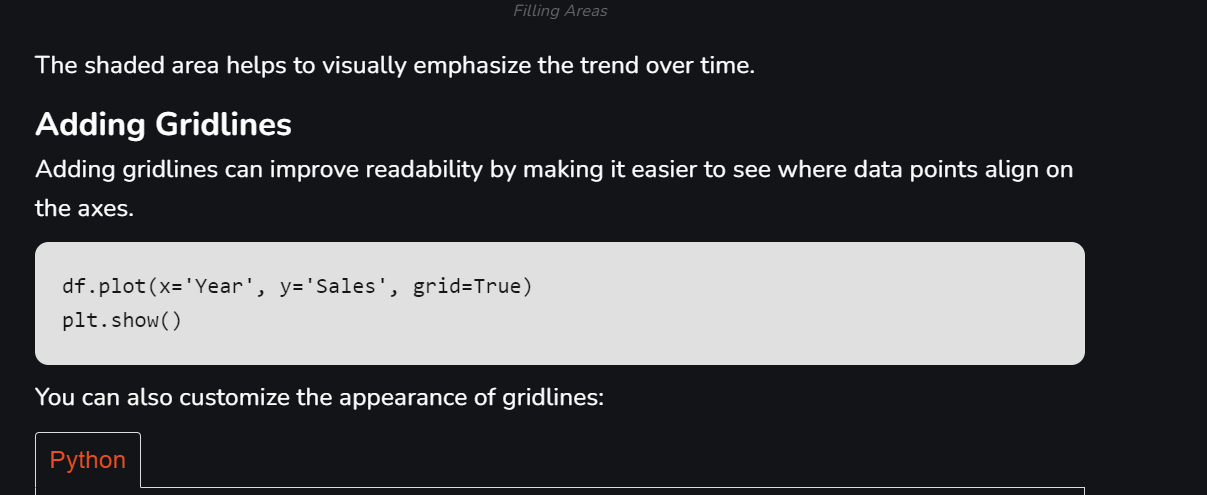 Filling Areas
The shaded area helps to visually emphasize the trend over time.
Adding Gridlines
Adding gridlines can improve readability by making it easier to see where data points align on
the axes.
df.plot(x='Year', y='Sales', grid=True)
plt.show()
You can also customize the appearance of gridlines:
Python